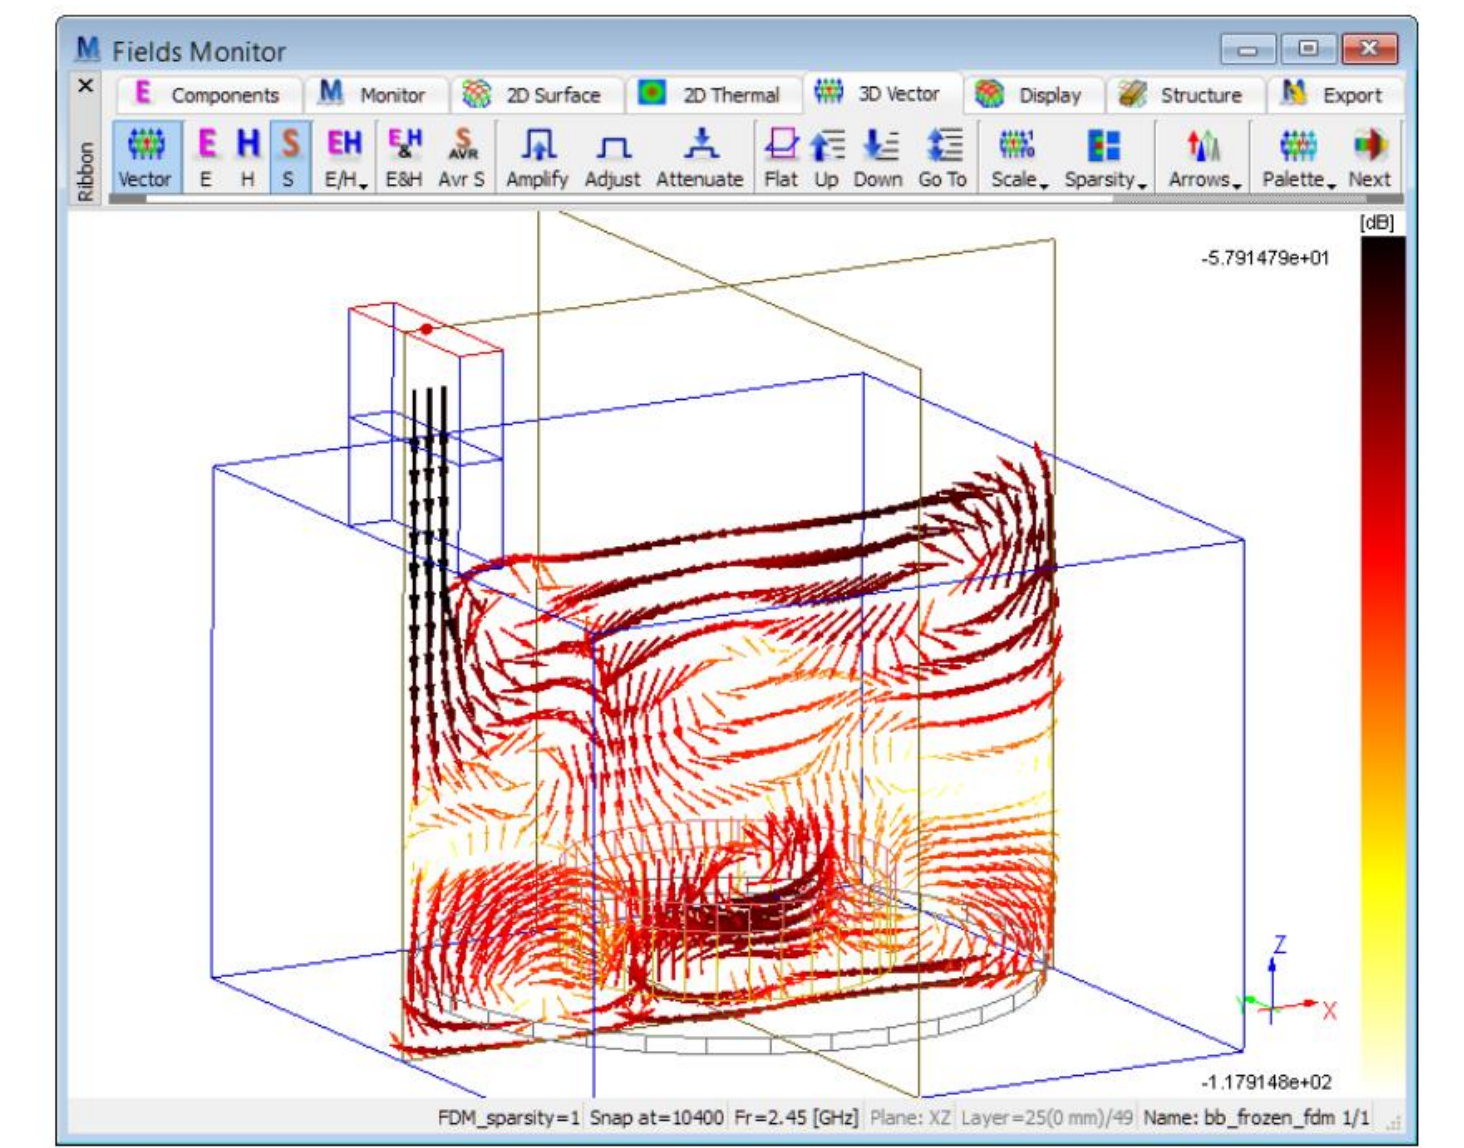 M Fields Monitor
× E Components M Monitor 2D Surface 2D Thermal 3D Vector Display Structure Export
Ribbon
E H S EH E&H S AVR
Vector E H S E/H E&H Avr S Amplify Adjust Attenuate Flat Up Down Go To Scale Sparsity Arrows Palette Next
[dB]
-5.791479e+01
Z
Y X
-1.179148e+02
FDM_sparsity=1 Snap at=10400 Fr=2.45 [GHz] Plane: XZ Layer=25(0 mm)/49 Name: bb_frozen_fdm 1/1